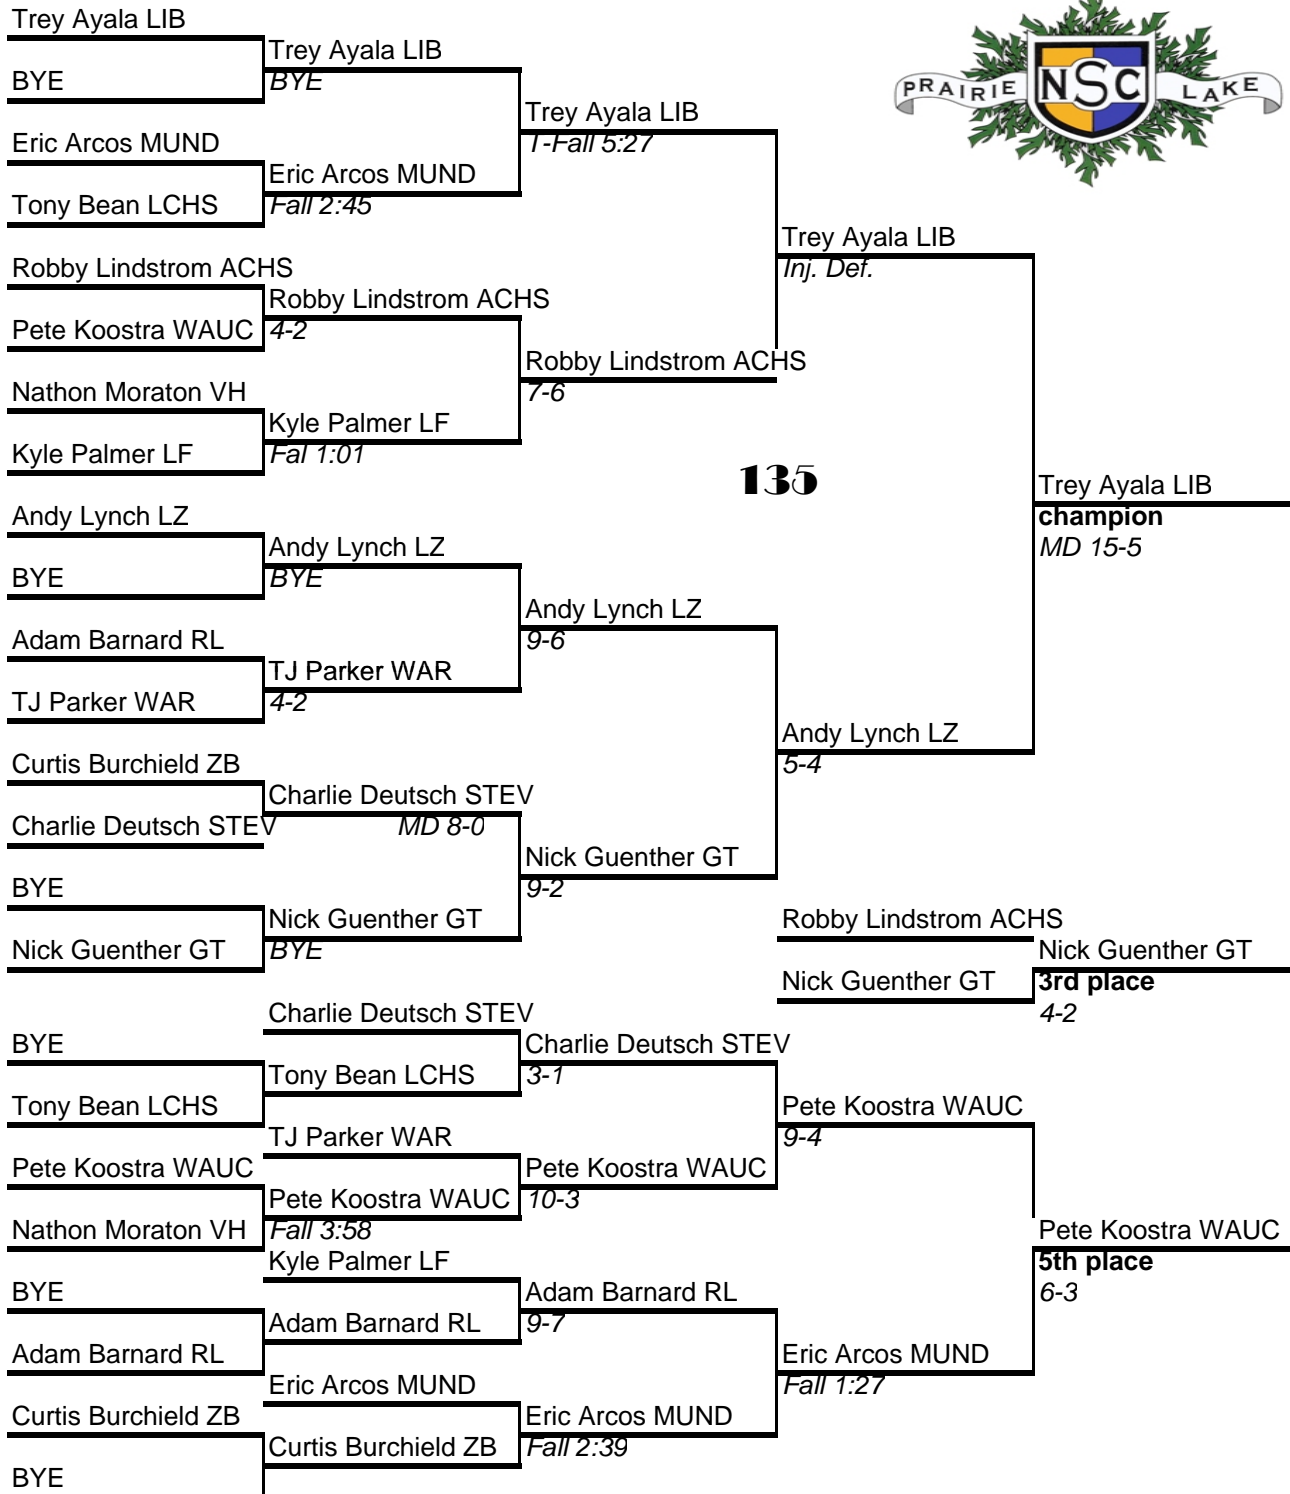 Trey Ayala LIB
BYE
Eric Arcos MUND
Tony Bean LCHS
Robby Lindstrom ACHS
Pete Koostra WAUC
Nathon Moraton VH
Kyle Palmer LF
Andy Lynch LZ
BYE
Adam Barnard RL
TJ Parker WAR
Curtis Burchield ZB
Charlie Deutsch STEV
BYE
Nick Guenther GT
Trey Ayala LIB
BYE
Eric Arcos MUND
Fall 2:45
Robby Lindstrom ACHS
4-2
Kyle Palmer LF
Fal 1:01
Andy Lynch LZ
BYE
TJ Parker WAR
4-2
Charlie Deutsch STEV
MD 8-0
Nick Guenther GT
BYE
Trey Ayala LIB
T-Fall 5:27
Robby Lindstrom ACHS
7-6
Andy Lynch LZ
9-6
Nick Guenther GT
9-2
PRAIRIE NSC LAKE
Trey Ayala LIB
Inj. Def.
135
Andy Lynch LZ
5-4
Trey Ayala LIB
champion
MD 15-5
Robby Lindstrom ACHS
Nick Guenther GT
Nick Guenther GT
3rd place
4-2
BYE
Tony Bean LCHS
Pete Koostra WAUC
Nathon Moraton VH
BYE
Adam Barnard RL
Curtis Burchield ZB
BYE
Charlie Deutsch STEV
Tony Bean LCHS
TJ Parker WAR
Pete Koostra WAUC
Fall 3:58
Kyle Palmer LF
Adam Barnard RL
Eric Arcos MUND
Curtis Burchield ZB
Charlie Deutsch STEV
3-1
Pete Koostra WAUC
10-3
Adam Barnard RL
9-7
Eric Arcos MUND
Fall 2:39
Pete Koostra WAUC
9-4
Eric Arcos MUND
Fall 1:27
Pete Koostra WAUC
5th place
6-3